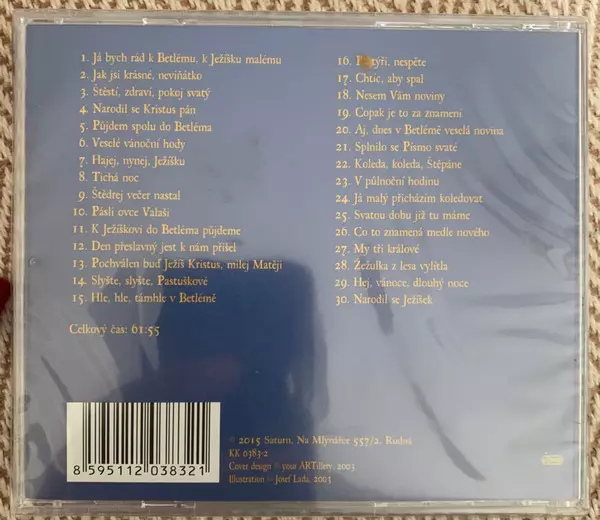 1. Já bych rád k Betlému, k Ježíšku malému
2. Jak jsi krásné, neviňátko
3. Štěstí, zdraví, pokoj svatý
4. Narodil se Kristus pán
5. Půjdem spolu do Betléma
6. Veselé vánoční hody
7. Hajej, nynej, Ježíšku
8. Tichá noc
9. Štědrej večer nastal
10. Pásli ovce Valaši
11. K Ježíškovi do Betléma půjdeme
12. Den přeslavný jest k nám přišel
13. Pochválen buď Ježíš Kristus, milej Matěji
14. Slyšte, slyšte, Pastuškové
15. Hle, hle, támhle v Betlémě
Celkový čas: 61:55
16. nespěte
17. Chtíc, aby spal
18. Nesem Vám noviny
19. Copak je to za znamení
20. Aj, dnes v Betlémě veselá novina
21. Splnilo se Písmo svaté
22. Koleda, koleda, Štěpáne
23. V půlnoční hodinu
24. Já malý přicházím koledovat
25. Svatou dobu již tu máme
26. Co to znamená medle nového
27. My tři králové
28. Žežulka z lesa vylítla
29. Hej, vánoce, dlouhý noce
30. Narodil se Ježíšek
8 595112 038321
© 2015 Saturn, Na Mlynářce 557/2, Rudná
KK 0383-2
Cover design © your ARTillery, 2003
Illustration © Josef Lada, 2003